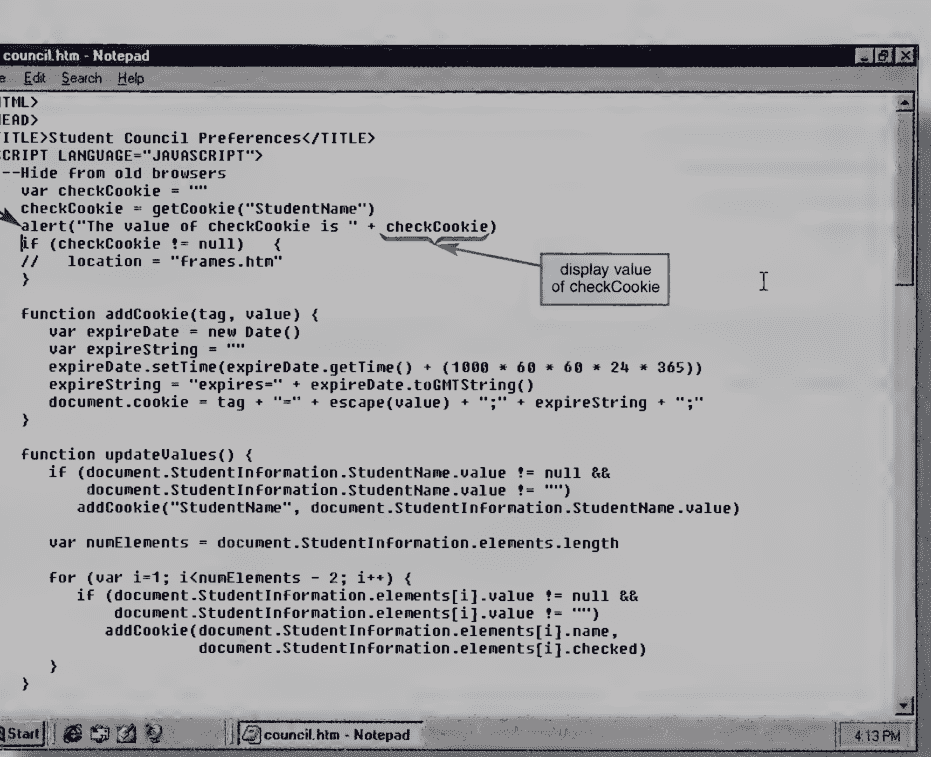 council.htm - Notepad
e Edit Search Help
TML>
EAD>
ITLE>Student Council Preferences</TITLE>
CRIPT LANGUAGE="JAVASCRIPT">
--Hide from old browsers
var checkCookie = ""
checkCookie = getCookie("StudentName")
alert("The value of checkCookie is " + checkCookie)
if (checkCookie != null) {
// location = "frames.htm"
}
display value
of checkCookie
function addCookie(tag, value) {
var expireDate = new Date()
var expireString = ""
expireDate.setTime(expireDate.getTime() + (1000 * 60 * 60 * 24 * 365))
expireString = "expires=" + expireDate.toGMTString()
document.cookie = tag + "=" + escape(value) + ";" + expireString + ";"
}
function updateValues() {
if (document.StudentInformation.StudentName.value != null &&
document.StudentInformation.StudentName.value != "")
addCookie("StudentName", document.StudentInformation.StudentName.value)
var numElements = document.StudentInformation.elements.length
for (var i=1; i<numElements - 2; i++) {
if (document.StudentInformation.elements[i].value != null &&
document.StudentInformation.elements[i].value != "")
addCookie(document.StudentInformation.elements[i].name,
document.StudentInformation.elements[i].checked)
}
}
Start council.htm - Notepad 4:13 PM